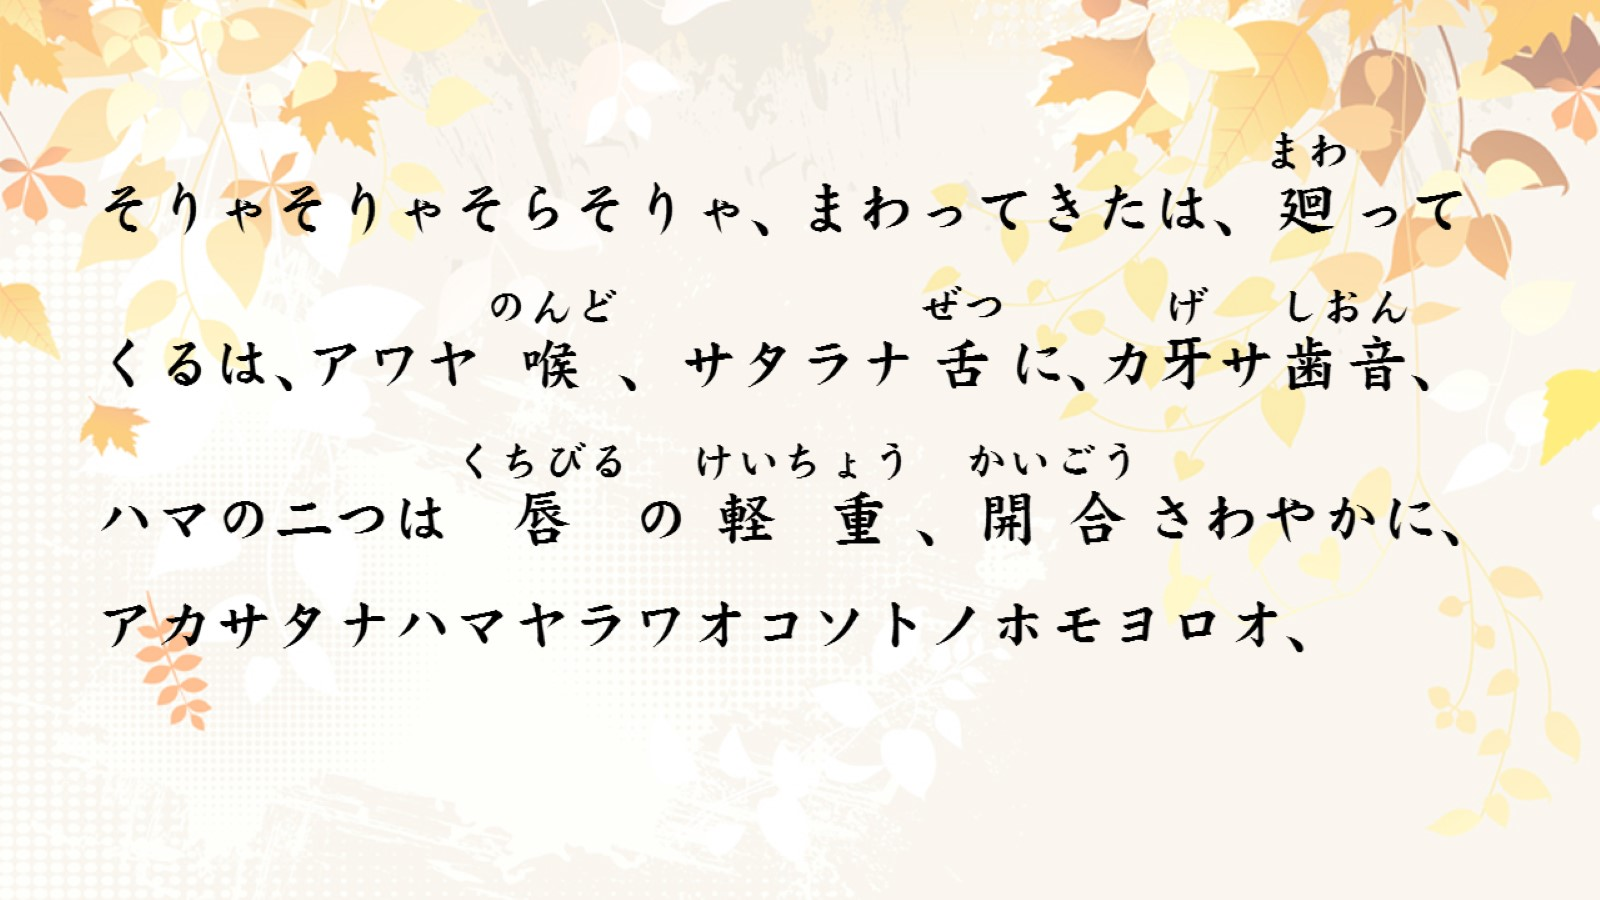 まわ
そりゃそりゃそらそりゃ、まわってきたは、廻って
のんど ぜつ げ しおん
くるは、アワヤ喉、サタラナ舌に、カ牙サ歯音、
くちびる けいちょう かいごう
ハマの二つは唇の軽重、開合さわやかに、
アカサタナハマヤラワオコソトノホモヨロオ、